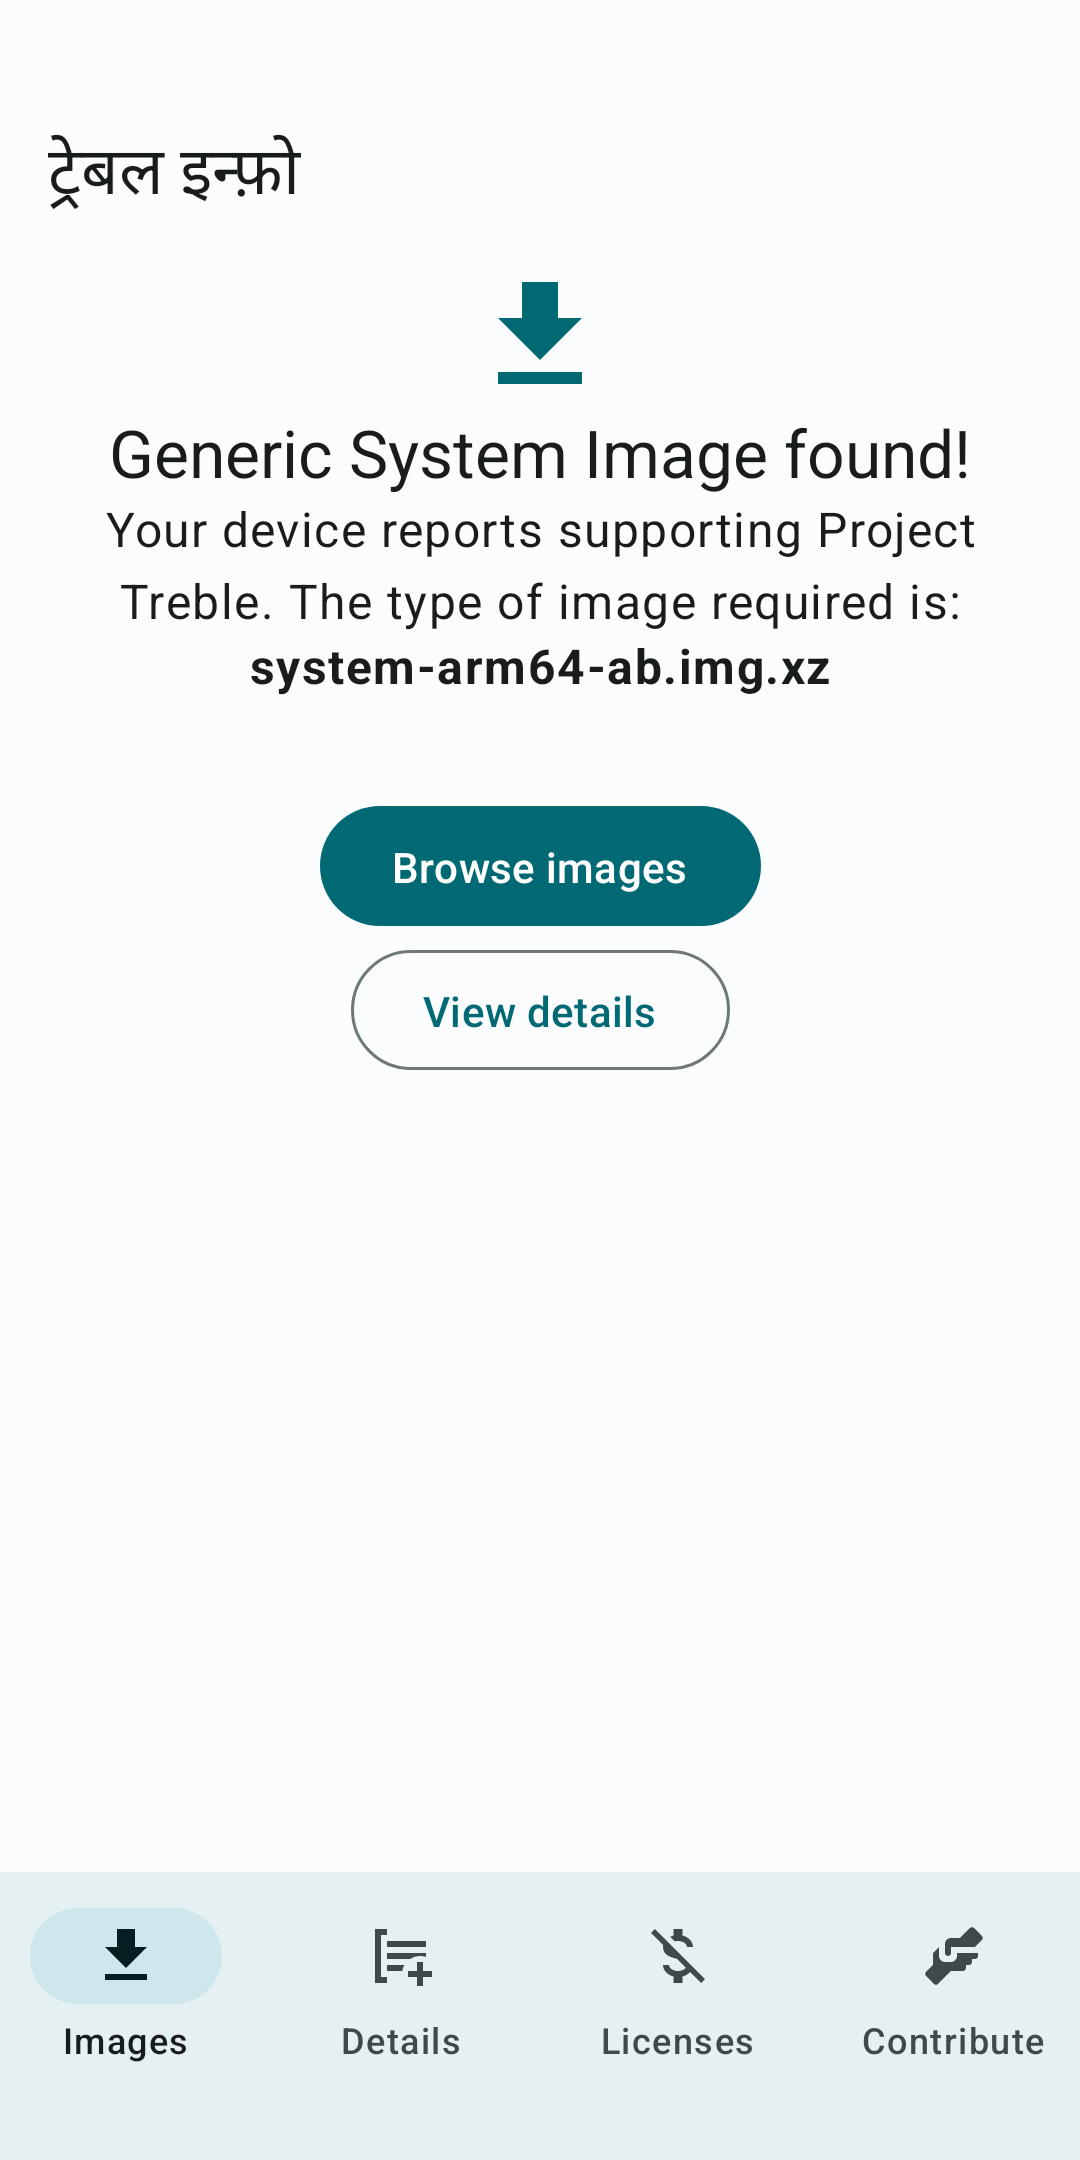 ट्रेबल इन्फ़ो
Generic System Image found!
Your device reports supporting Project
Treble. The type of image required is:
system-arm64-ab.img.xz
Browse images
View details
Images
Details
Licenses
Contribute